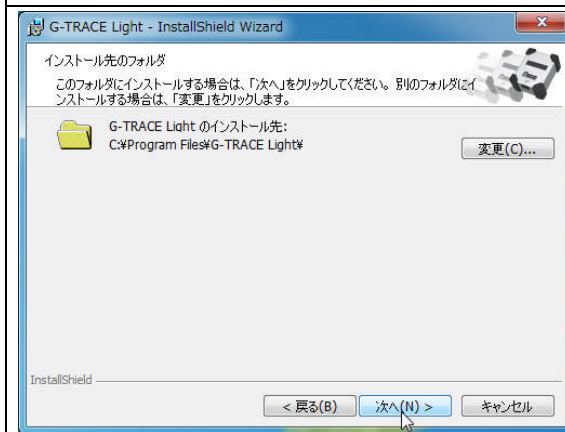 G-TRACE Light - InstallShield Wizard
インストール先のフォルダ
このフォルダにインストールする場合は、「次へ」をクリックしてください。別のフォルダにイ
ンストールする場合は、「変更」をクリックします。
G-TRACE Light のインストール先:
C:¥Program Files¥G-TRACE Light¥
変更(C)...
InstallShield
< 戻る(B)
次へ(N) >
キャンセル